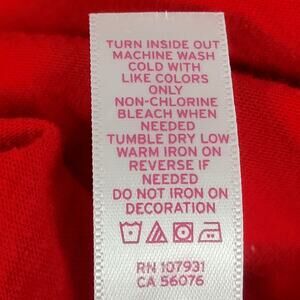 TURN INSIDE OUT
MACHINE WASH
COLD WITH
LIKE COLORS
ONLY
NON-CHLORINE
BLEACH WHEN
NEEDED
TUMBLE DRY LOW
WARM IRON ON
REVERSE IF
NEEDED
DO NOT IRON ON
DECORATION
RN 107931
CA 56076